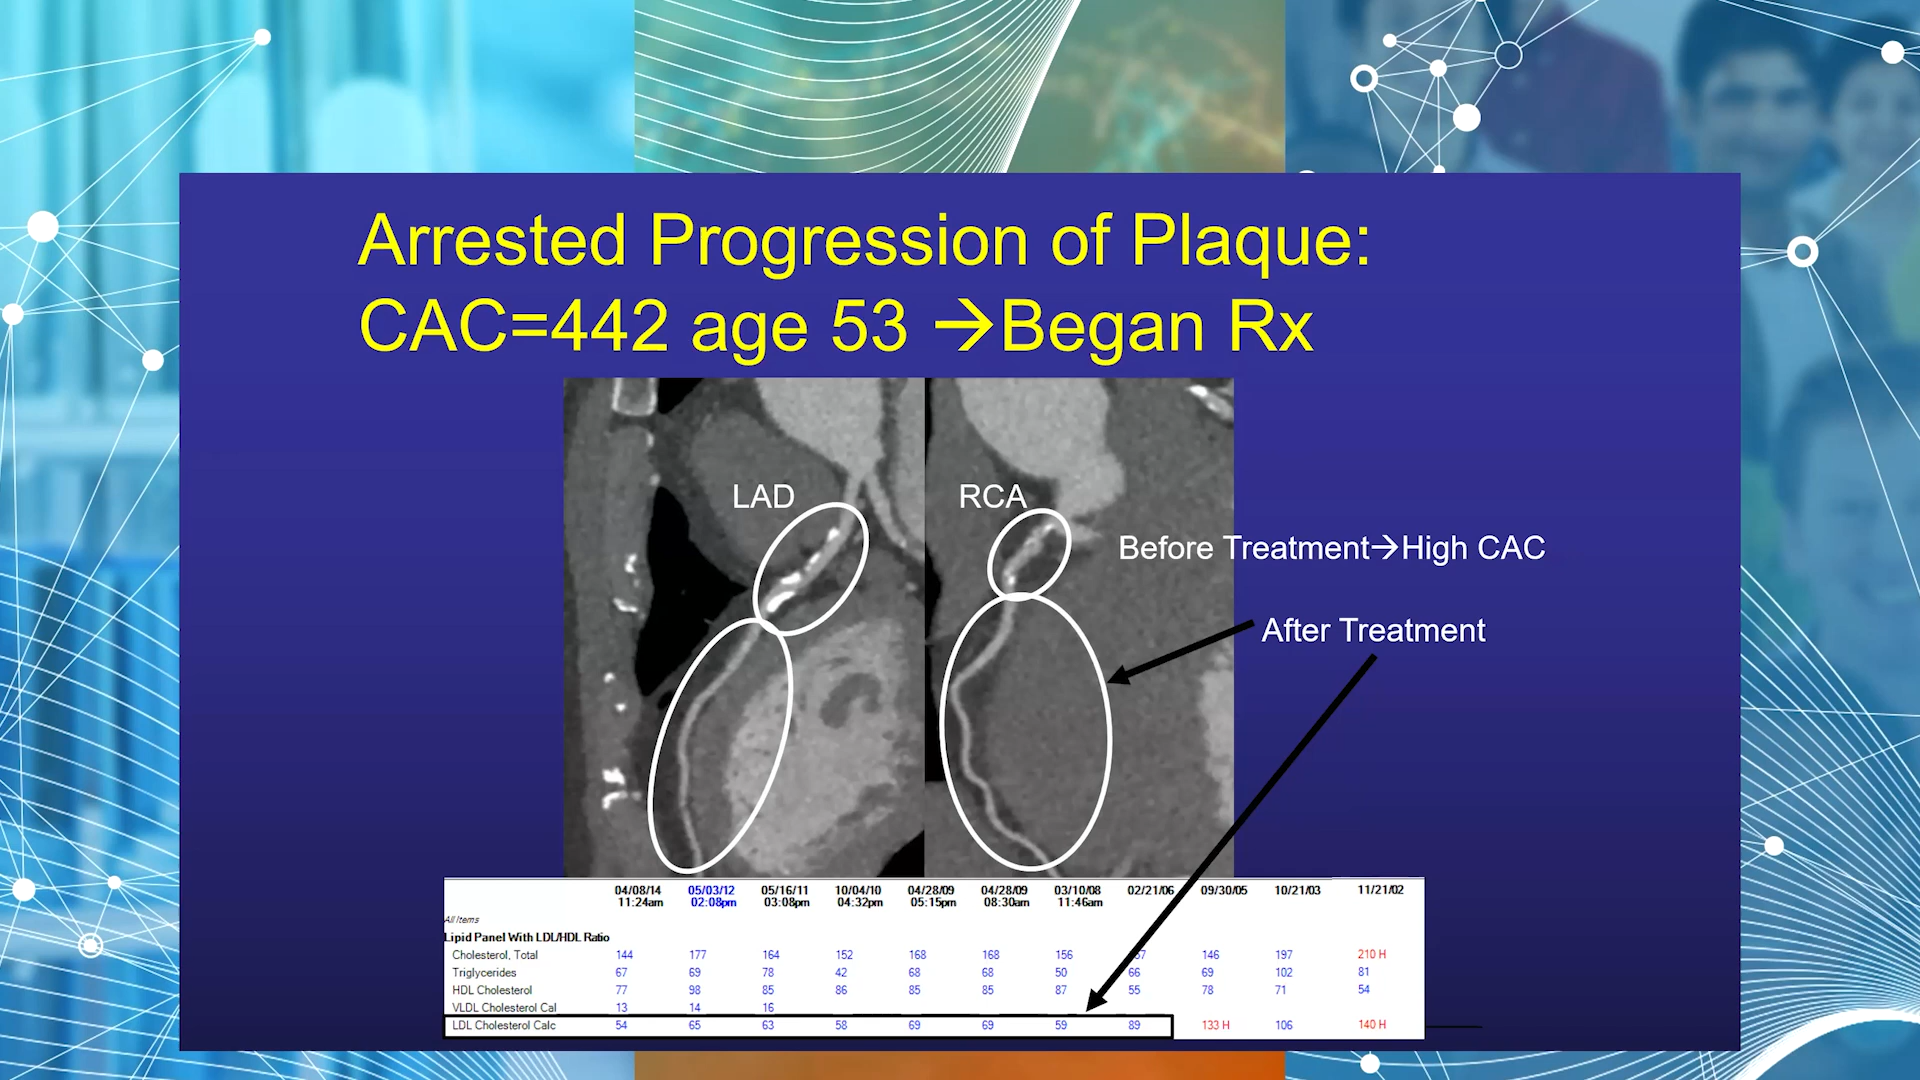 Arrested Progression of Plaque:
CAC=442 age 53 →Began Rx
LAD
RCA
Before Treatment→High CAC
After Treatment
04/08/14 05/03/12 05/16/11 10/04/10 04/28/09 04/28/09 03/10/08 02/21/06 09/30/05 10/21/03 11/21/02
11:24am 02:08pm 03:08pm 04:32pm 05:15pm 08:30am 11:46am
All Items
Lipid Panel With LDL/HDL Ratio
Cholesterol, Total 144 177 164 152 168 168 156 146 197 210 H
Triglycerides 67 69 78 42 68 68 50 66 69 102 81
HDL Cholesterol 77 98 85 86 85 85 87 55 78 71 54
VLDL Cholesterol Cal 13 14 16
LDL Cholesterol Calc 54 65 63 58 69 69 59 89 133 H 106 140 H